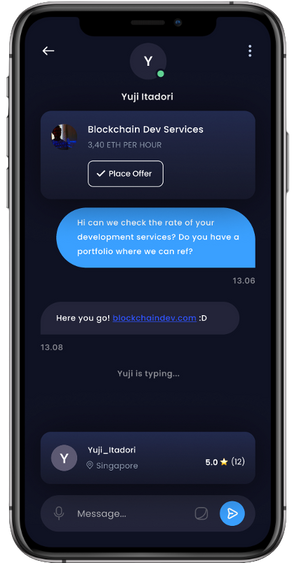 Y
Yuji Itadori
Blockchain Dev Services
3,40 ETH PER HOUR
Place Offer
Hi can we check the rate of your
development services? Do you have a
portfolio where we can ref?
13.06
Here you go! blockchaindev.com :D
13.08
Yuji is typing...
Y
Yuji_Itadori
Singapore
5.0 ★ (12)
Message...